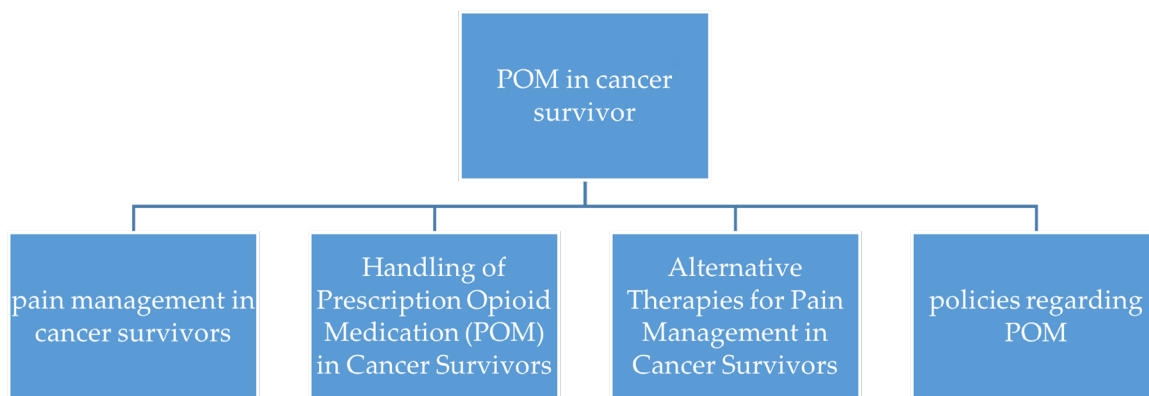 POM in cancer
survivor
pain management in
cancer survivors
Handling of
Prescription Opioid
Medication (POM)
in Cancer Survivors
Alternative
Therapies for Pain
Management in
Cancer Survivors
policies regarding
POM